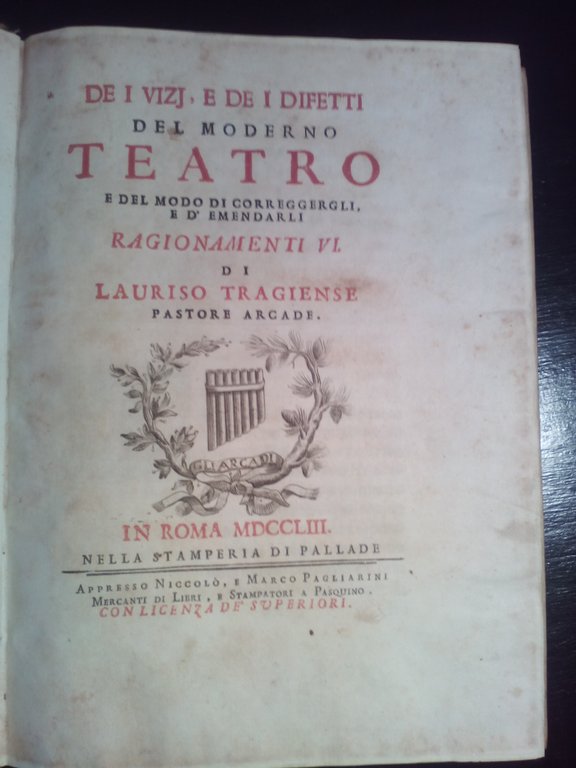 DE I VIZJ, E DE I DIFETTI
DEL MODERNO
TEATRO
E DEL MODO DI CORREGGERGLI,
E D' EMENDARLI
RAGIONAMENTI VI.
DI
LAURISO TRAGIENSE
PASTORE ARCADE.
GLI ARCADI
IN ROMA MDCCLIII.
NELLA STAMPERIA DI PALLADE
APPRESSO NICCOLÒ, E MARCO PAGLIARINI
MERCANTI DI LIBRI, E STAMPATORI A PASQUINO.
CON LICENZA DE' SUPERIORI.